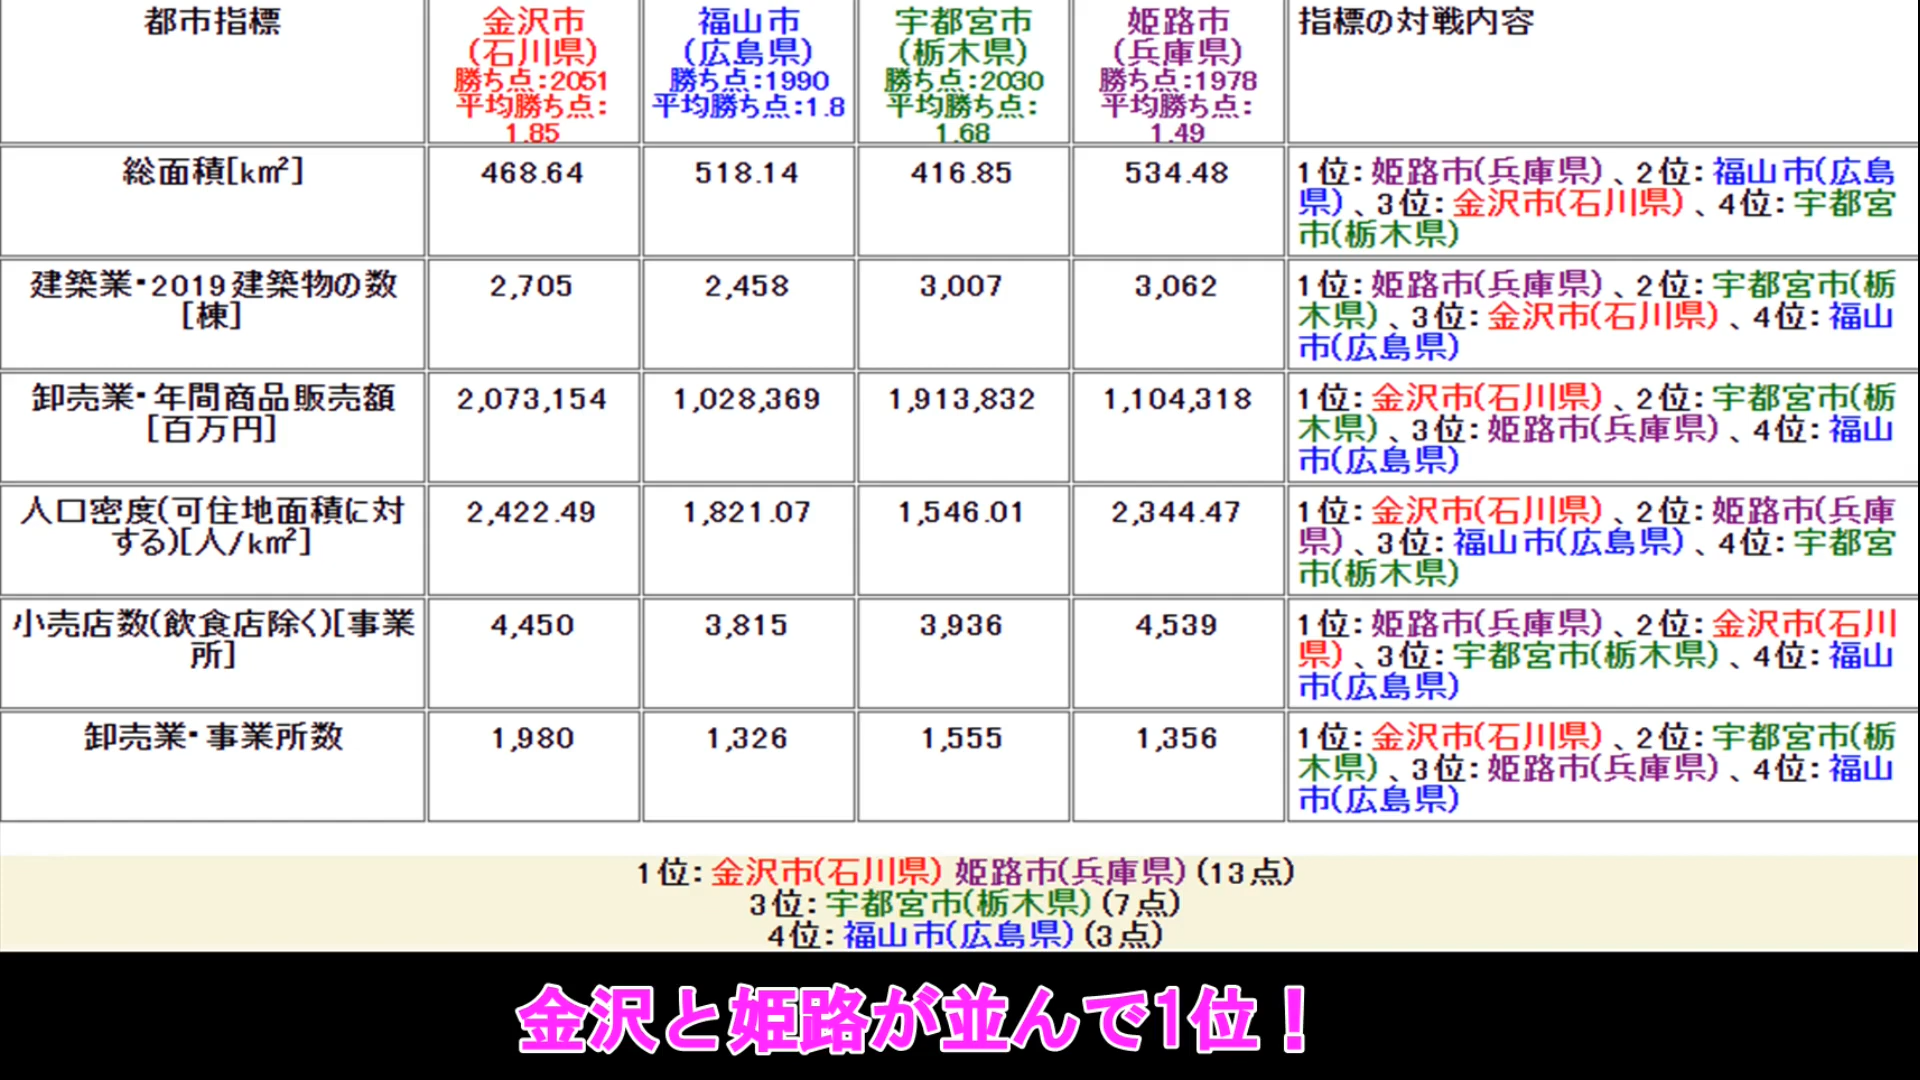 都市指標
金沢市
(石川県)
勝ち点:2051
平均勝ち点:
1.85
福山市
(広島県)
勝ち点:1990
平均勝ち点:1.8
宇都宮市
(栃木県)
勝ち点:2030
平均勝ち点:
1.68
姫路市
(兵庫県)
勝ち点:1978
平均勝ち点:
1.49
指標の対戦内容
総面積[km²]
468.64
518.14
416.85
534.48
1位: 姫路市(兵庫県) 、2位: 福山市(広島
県) 、3位: 金沢市(石川県) 、4位: 宇都宮
市(栃木県)
建築業・2019建築物の数
[棟]
2,705
2,458
3,007
3,062
1位: 姫路市(兵庫県) 、2位: 宇都宮市(栃
木県) 、3位: 金沢市(石川県) 、4位: 福山
市(広島県)
卸売業・年間商品販売額
[百万円]
2,073,154
1,028,369
1,913,832
1,104,318
1位: 金沢市(石川県) 、2位: 宇都宮市(栃
木県) 、3位: 姫路市(兵庫県) 、4位: 福山
市(広島県)
人口密度(可住地面積に対
する)[人/km²]
2,422.49
1,821.07
1,546.01
2,344.47
1位: 金沢市(石川県) 、2位: 姫路市(兵庫
県) 、3位: 福山市(広島県) 、4位: 宇都宮
市(栃木県)
小売店数(飲食店除く)[事業
所]
4,450
3,815
3,936
4,539
1位: 姫路市(兵庫県) 、2位: 金沢市(石川
県) 、3位: 宇都宮市(栃木県) 、4位: 福山
市(広島県)
卸売業・事業所数
1,980
1,326
1,555
1,356
1位: 金沢市(石川県) 、2位: 宇都宮市(栃
木県) 、3位: 姫路市(兵庫県) 、4位: 福山
市(広島県)
1位: 金沢市(石川県) 姫路市(兵庫県) (13点)
3位: 宇都宮市(栃木県) (7点)
4位: 福山市(広島県) (3点)
金沢と姫路が並んで1位！